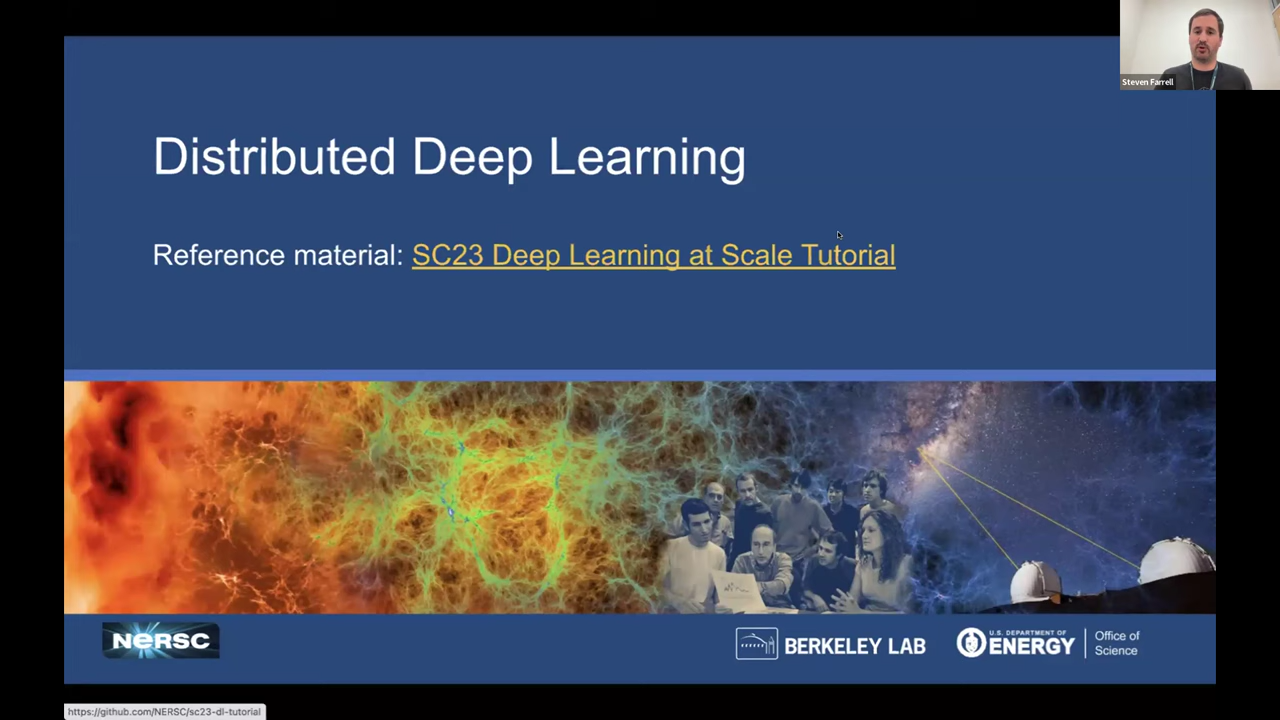 Steven Farrell
Distributed Deep Learning
Reference material: SC23 Deep Learning at Scale Tutorial
NERSC
BERKELEY LAB
U.S. DEPARTMENT OF
ENERGY
Office of
Science
https://github.com/NERSC/sc23-dl-tutorial